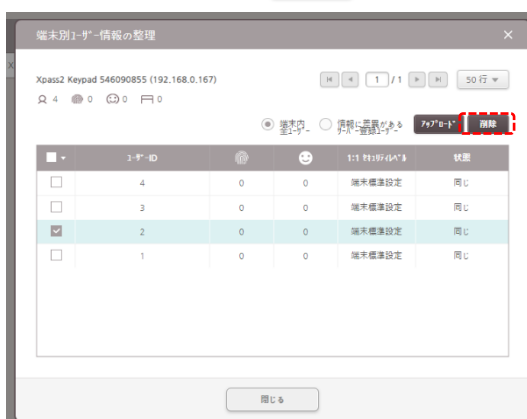 端末別ﾕｰｻﾞｰ情報の整理
×
Xpass2 Keypad 546090855 (192.168.0.167)
1 / 1
50 行
4 0 0 0
端末内
全ﾕｰｻﾞｰ
情報に差異がある
ｻｰﾊﾞｰ登録ﾕｰｻﾞｰ
ｱｯﾌﾟﾛｰﾄﾞ 削除
ﾕｰｻﾞｰID 1:1 ｾｷｭﾘﾃｨﾚﾍﾞﾙ 状態
4 0 0 端末標準設定 同じ
3 0 0 端末標準設定 同じ
2 0 0 端末標準設定 同じ
1 0 0 端末標準設定 同じ
閉じる